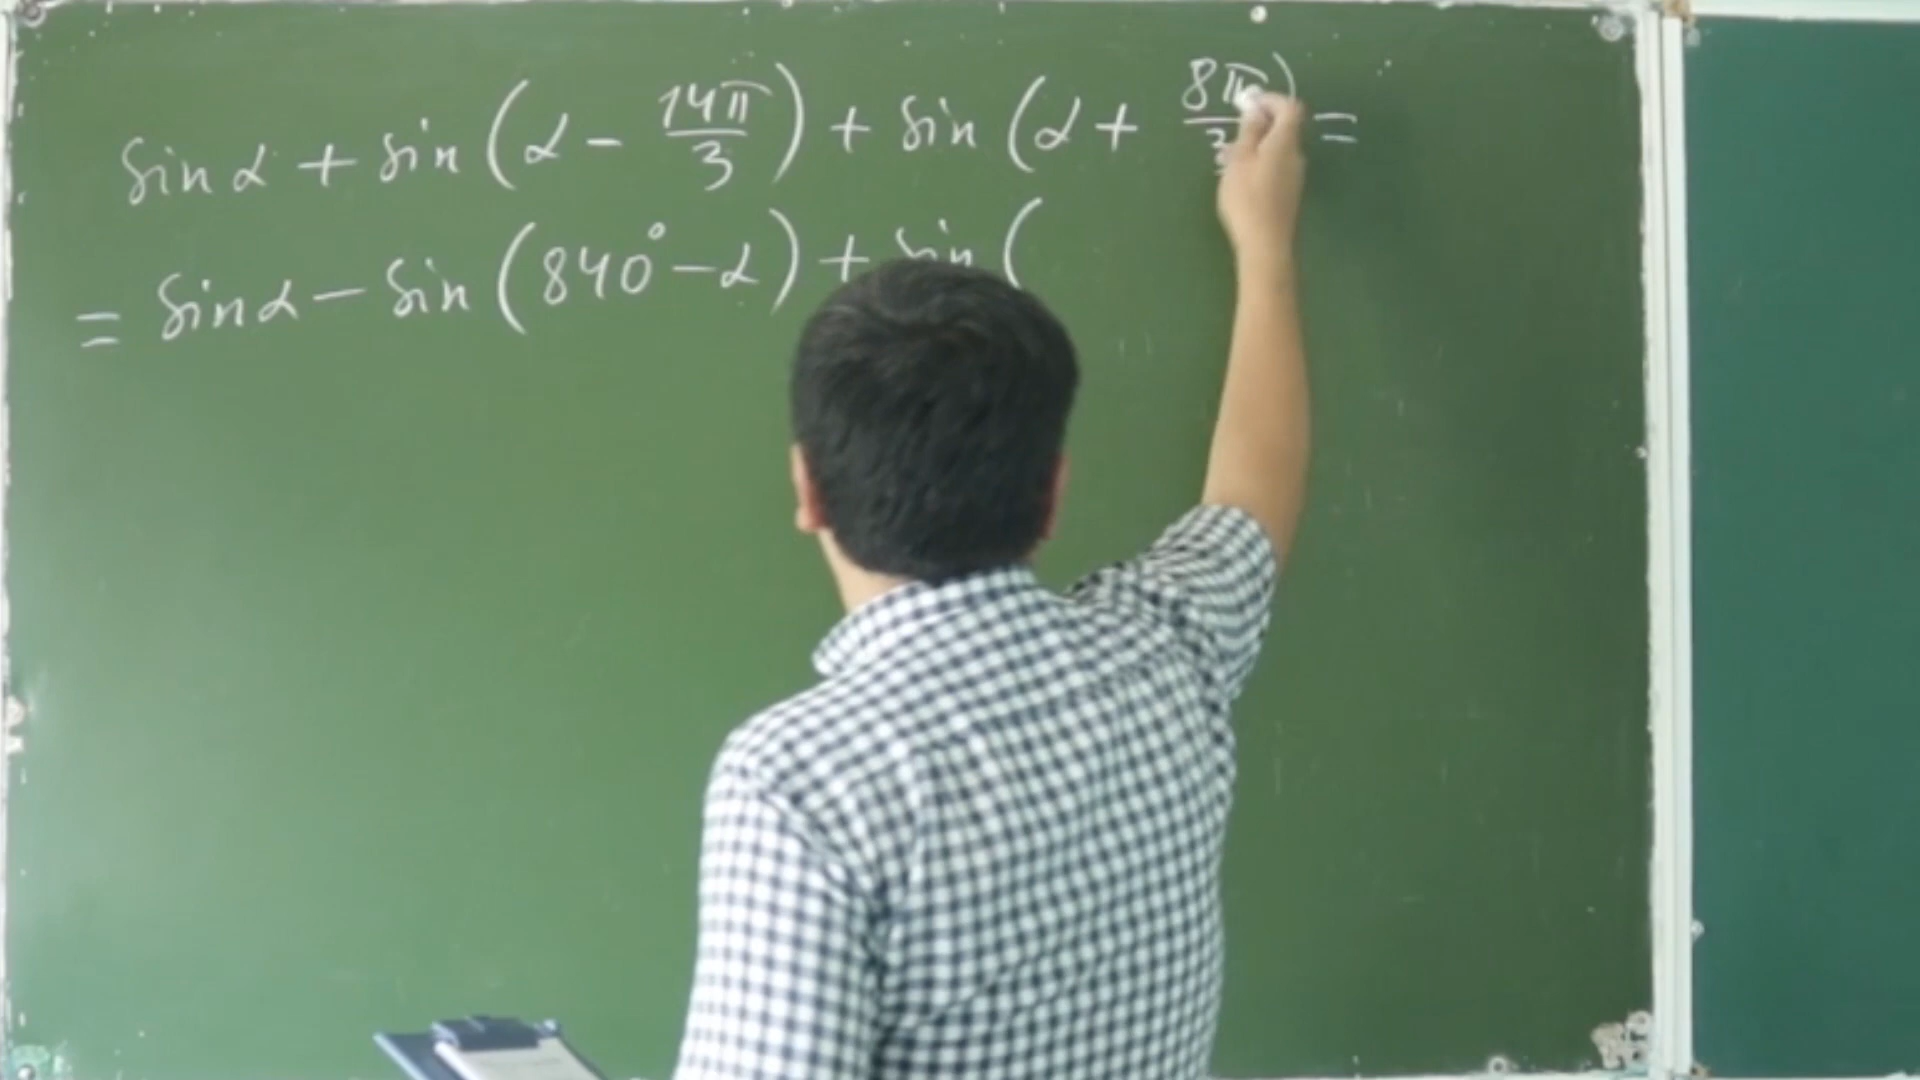 sin α + sin (α - 14π/3) + sin (α + 8π/3) =
= sin α - sin (840° - α) + sin (